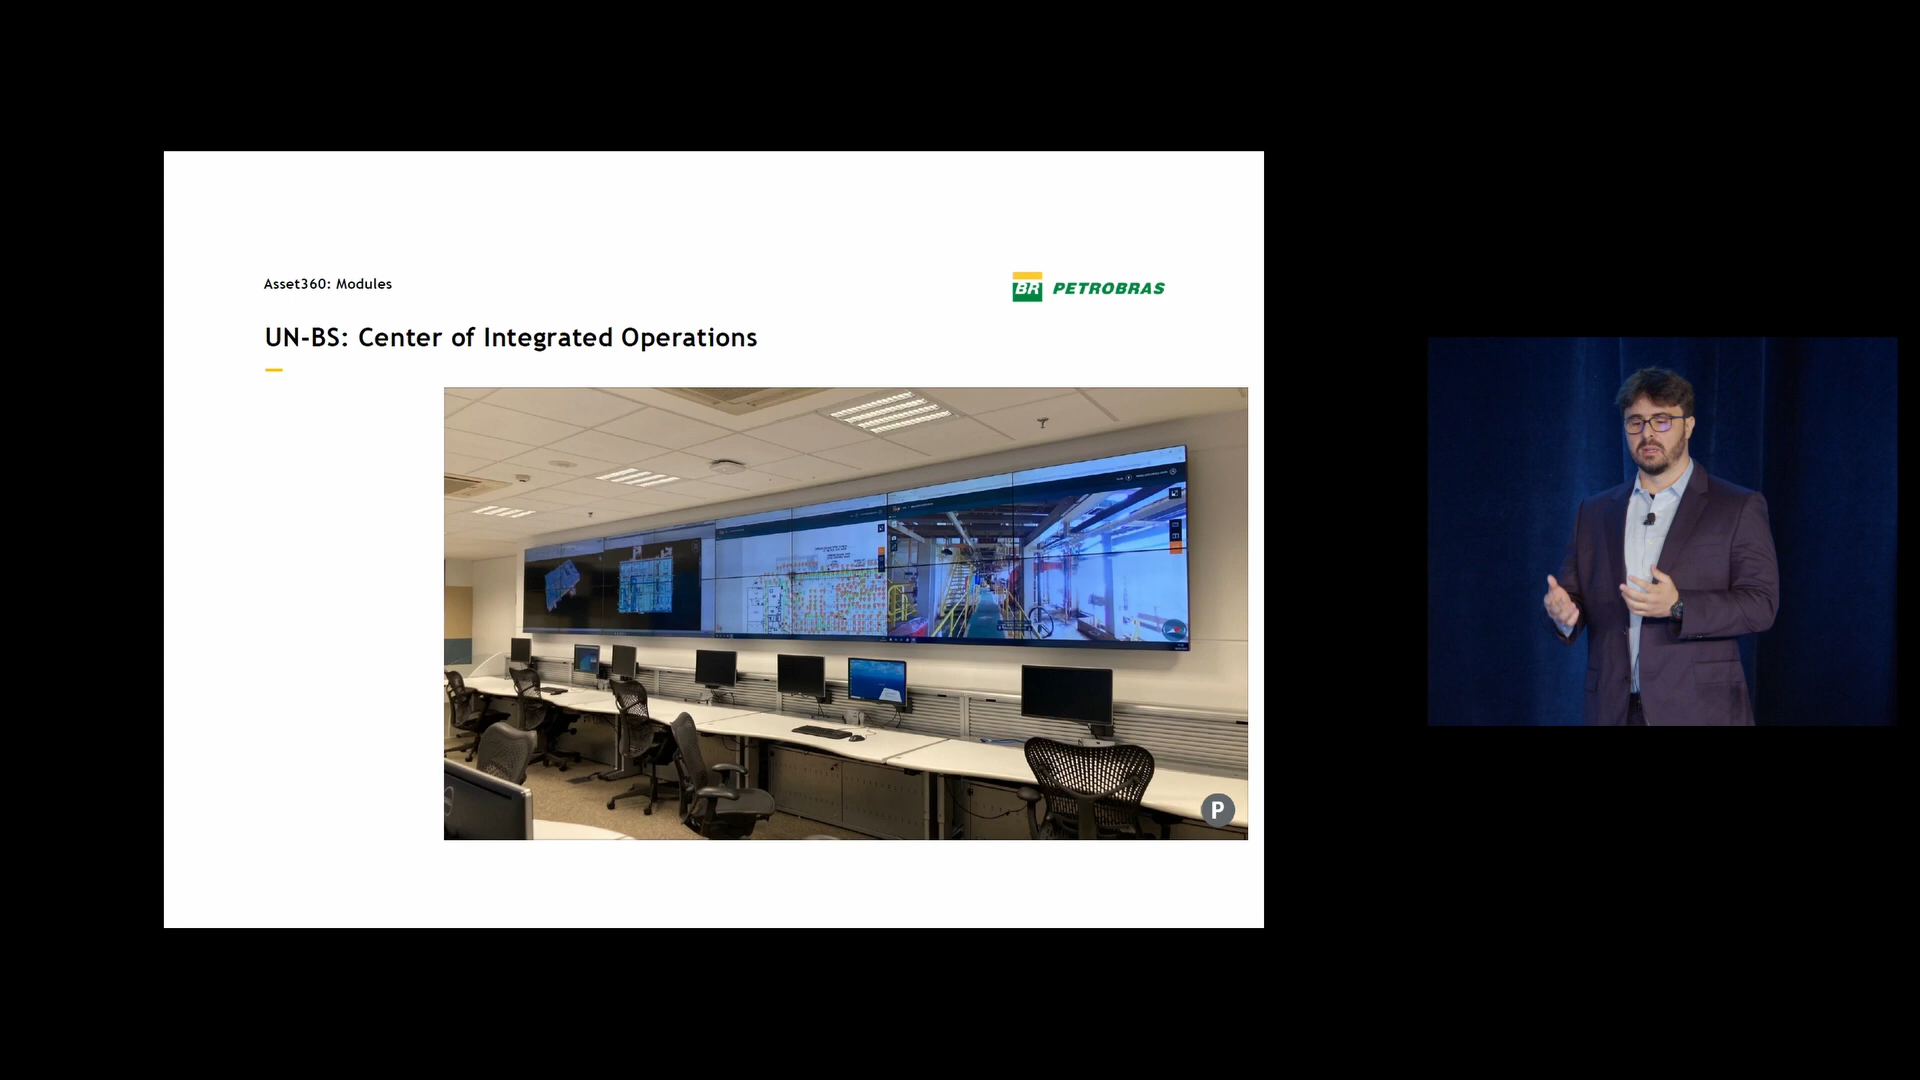 Asset360: Modules
BR PETROBRAS
UN-BS: Center of Integrated Operations
P